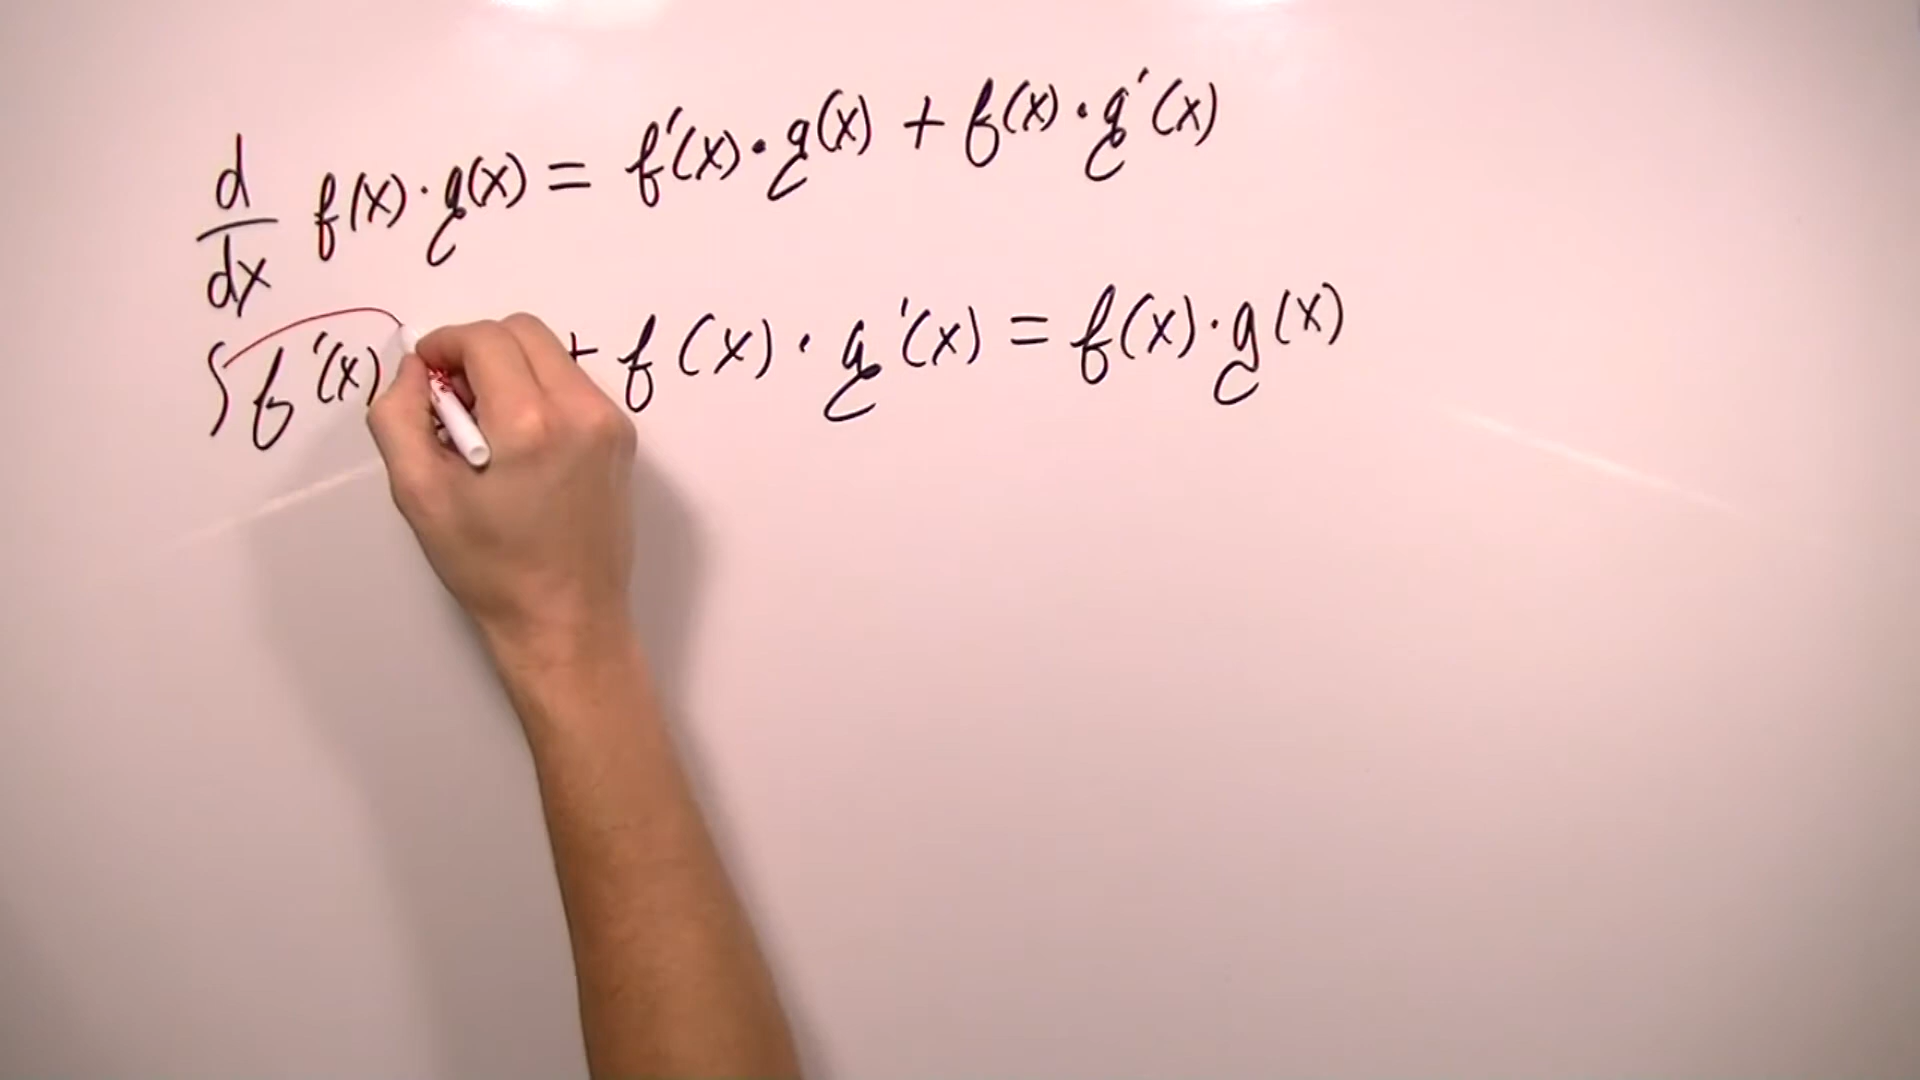 d/dx f(x) · g(x) = f'(x) · g(x) + f(x) · g'(x)
∫ f'(x) + f(x) · g'(x) = f(x) · g(x)